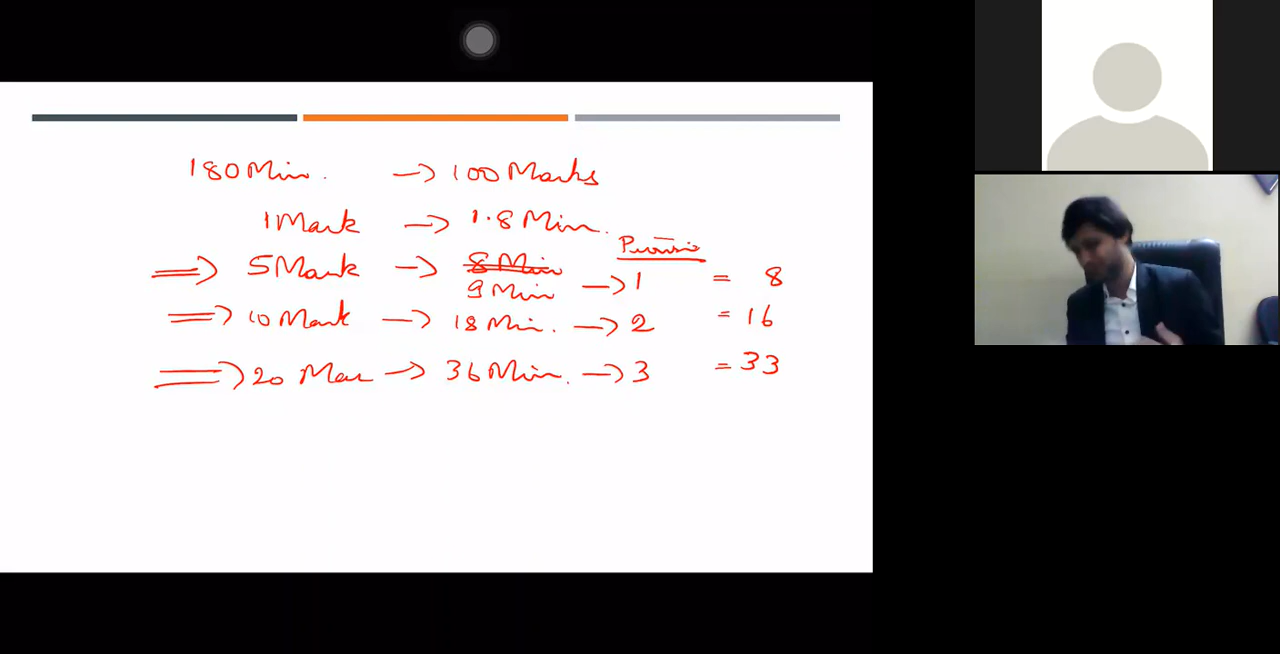 180 Min. → 100 Marks
1 Mark → 1.8 Min.
5 Mark → 8 Min
9 Min → 1 = 8
10 Mark → 18 Min. → 2 = 16
20 Mar → 36 Min. → 3 = 33